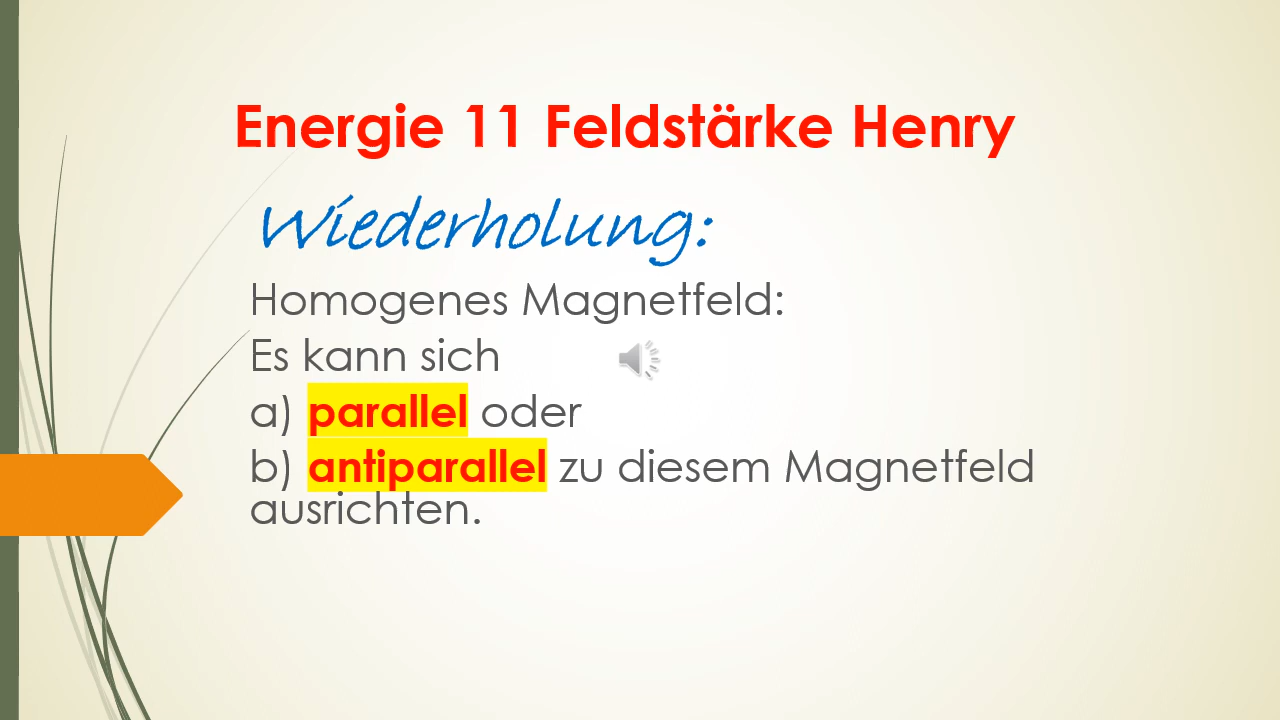 Energie 11 Feldstärke Henry
Wiederholung:
Homogenes Magnetfeld:
Es kann sich
a) parallel oder
b) antiparallel zu diesem Magnetfeld
ausrichten.